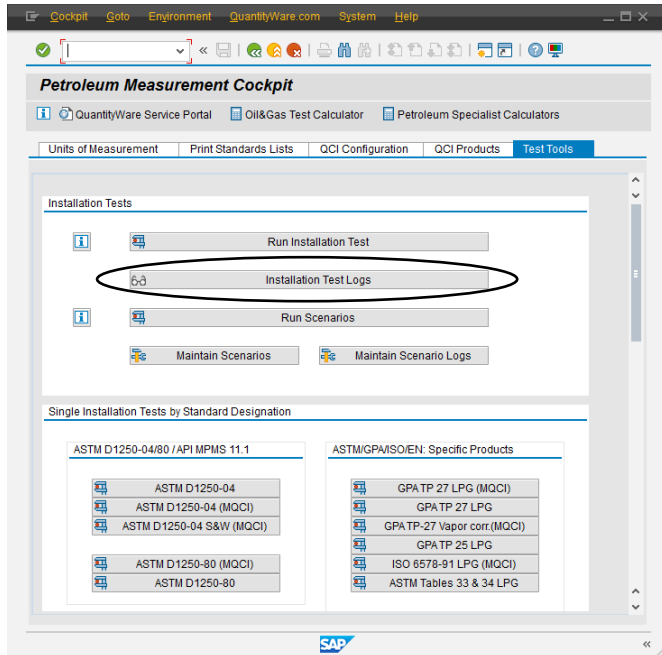 Cockpit Goto Environment QuantityWare.com System Help
Petroleum Measurement Cockpit
QuantityWare Service Portal Oil&Gas Test Calculator Petroleum Specialist Calculators
Units of Measurement Print Standards Lists QCI Configuration QCI Products Test Tools
Installation Tests
Run Installation Test
Installation Test Logs
Run Scenarios
Maintain Scenarios Maintain Scenario Logs
Single Installation Tests by Standard Designation
ASTM D1250-04/80 / API MPMS 11.1 ASTM/GPA/ISO/EN: Specific Products
ASTM D1250-04 GPA TP 27 LPG (MQCI)
ASTM D1250-04 (MQCI) GPA TP 27 LPG
ASTM D1250-04 S&W (MQCI) GPA TP-27 Vapor corr.(MQCI)
GPA TP 25 LPG
ASTM D1250-80 (MQCI) ISO 6578-91 LPG (MQCI)
ASTM D1250-80 ASTM Tables 33 & 34 LPG
SAP